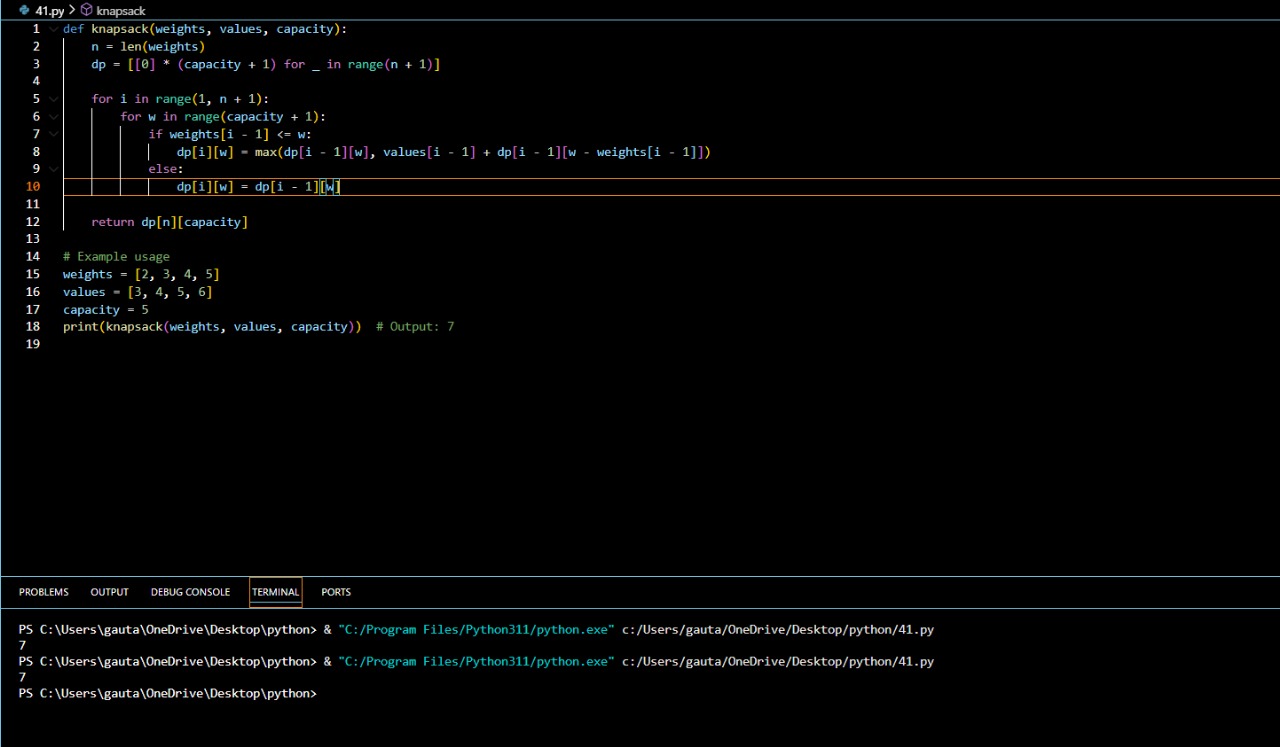 41.py > knapsack
1 def knapsack(weights, values, capacity):
2     n = len(weights)
3     dp = [[0] * (capacity + 1) for _ in range(n + 1)]
4
5     for i in range(1, n + 1):
6         for w in range(capacity + 1):
7             if weights[i - 1] <= w:
8                 dp[i][w] = max(dp[i - 1][w], values[i - 1] + dp[i - 1][w - weights[i - 1]])
9             else:
10                 dp[i][w] = dp[i - 1][w]
11
12     return dp[n][capacity]
13
14 # Example usage
15 weights = [2, 3, 4, 5]
16 values = [3, 4, 5, 6]
17 capacity = 5
18 print(knapsack(weights, values, capacity))  # Output: 7
19
PROBLEMS OUTPUT DEBUG CONSOLE TERMINAL PORTS
PS C:\Users\gauta\OneDrive\Desktop\python> & "C:/Program Files/Python311/python.exe" c:/Users/gauta/OneDrive/Desktop/python/41.py
7
PS C:\Users\gauta\OneDrive\Desktop\python> & "C:/Program Files/Python311/python.exe" c:/Users/gauta/OneDrive/Desktop/python/41.py
7
PS C:\Users\gauta\OneDrive\Desktop\python>